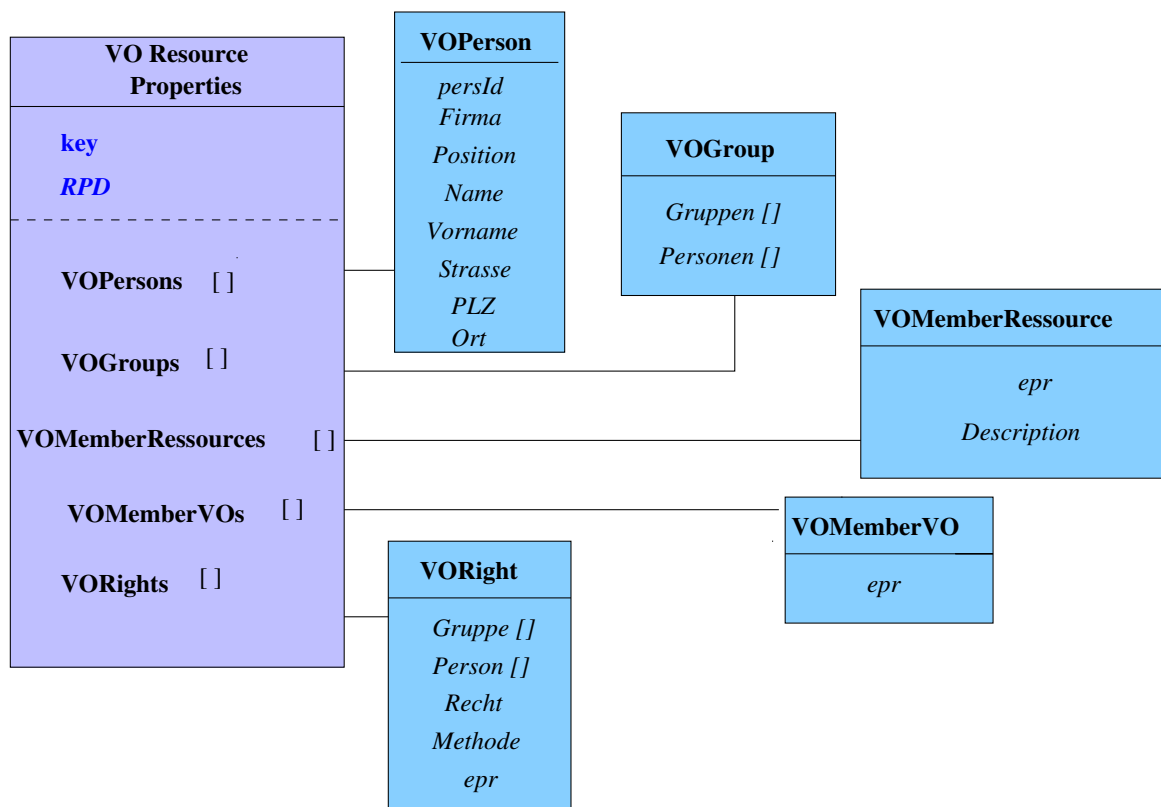 VO Resource
Properties
key
RPD
VOPersons [ ]
VOGroups [ ]
VOMemberRessources [ ]
VOMemberVOs [ ]
VORights [ ]
VOPerson
persId
Firma
Position
Name
Vorname
Strasse
PLZ
Ort
VOGroup
Gruppen []
Personen []
VOMemberRessource
epr
Description
VOMemberVO
epr
VORight
Gruppe []
Person []
Recht
Methode
epr